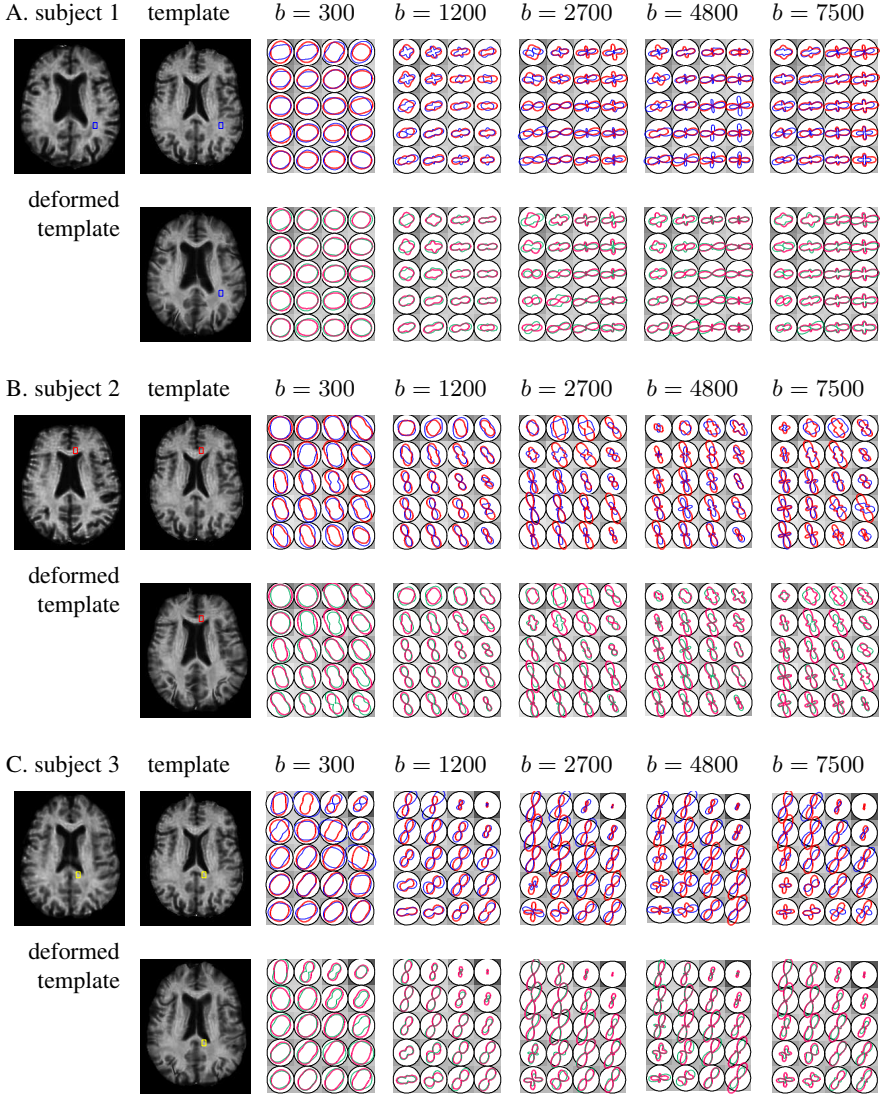 A. subject 1 template b = 300 b = 1200 b = 2700 b = 4800 b = 7500
deformed
template
B. subject 2 template b = 300 b = 1200 b = 2700 b = 4800 b = 7500
deformed
template
C. subject 3 template b = 300 b = 1200 b = 2700 b = 4800 b = 7500
deformed
template